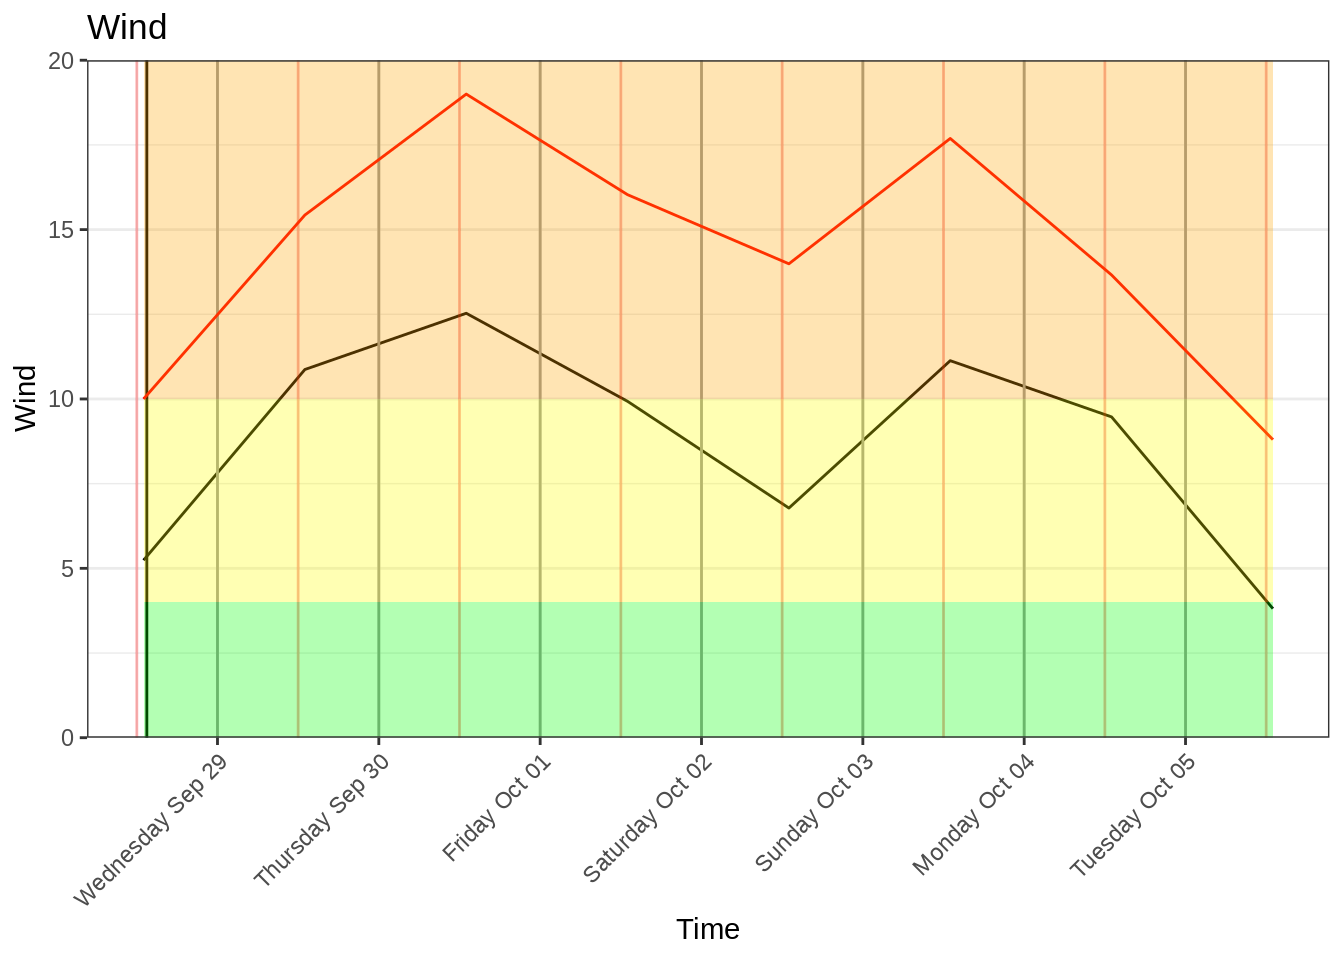 Wind
20
15
10
5
0
Wind
Wednesday Sep 29
Thursday Sep 30
Friday Oct 01
Saturday Oct 02
Sunday Oct 03
Monday Oct 04
Tuesday Oct 05
Time